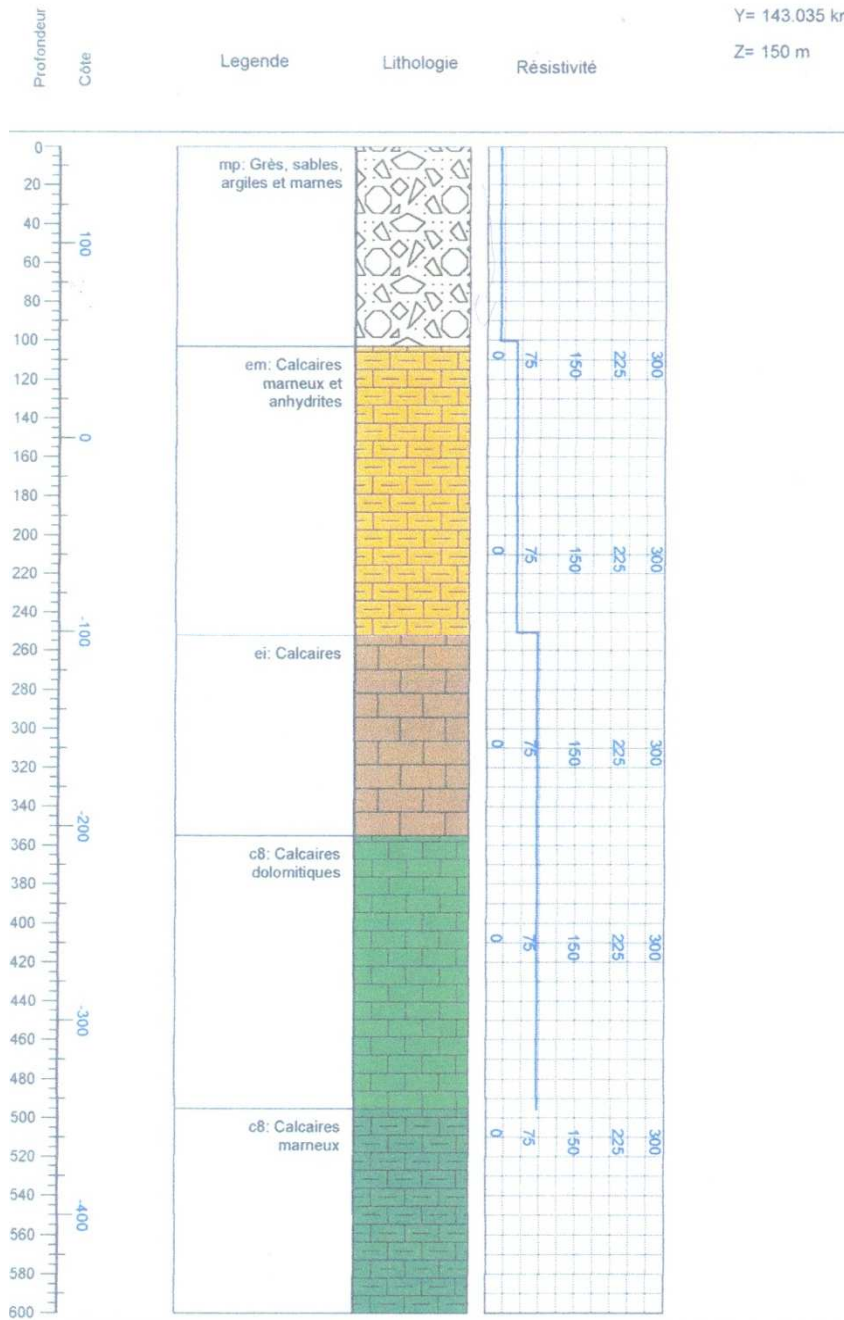 Y= 143.035 k
Z= 150 m
Profondeur
Côte
Legende
Lithologie
Résistivité
0
20
40
60
80
100
120
140
160
180
200
220
240
260
280
300
320
340
360
380
400
420
440
460
480
500
520
540
560
580
600
100
0
-100
-200
-300
-400
mp: Grès, sables,
argiles et marnes
em: Calcaires
marneux et
anhydrites
ei: Calcaires
c8: Calcaires
dolomitiques
c8: Calcaires
marneux
0 75 150 225 300
0 75 150 225 300
0 75 150 225 300
0 75 150 225 300
0 75 150 225 300